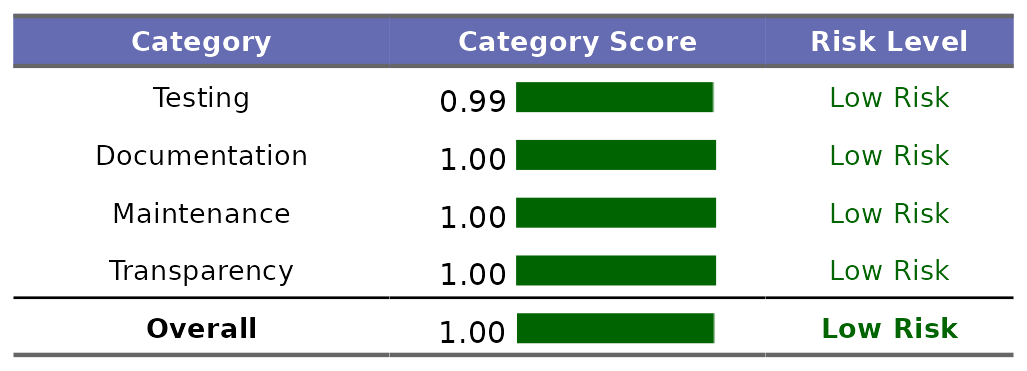 Category Category Score Risk Level
Testing 0.99 Low Risk
Documentation 1.00 Low Risk
Maintenance 1.00 Low Risk
Transparency 1.00 Low Risk
Overall 1.00 Low Risk